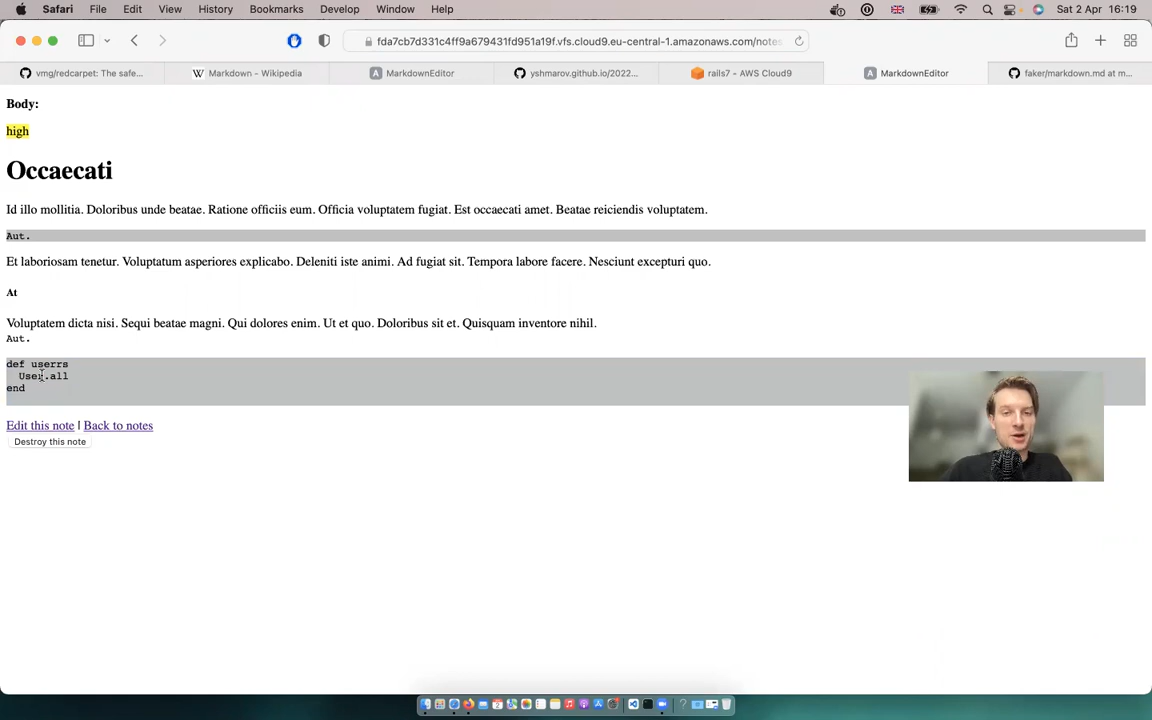 Safari File Edit View History Bookmarks Develop Window Help Sat 2 Apr 16:19
fda7cb7d331c4ff9a679431fd951a19f.vfs.cloud9.eu-central-1.amazonaws.com/notes
vmg/redcarpet: The safe... Markdown - Wikipedia MarkdownEditor yshmarov.github.io/2022... rails7 - AWS Cloud9 MarkdownEditor faker/markdown.md at m...
Body:
high
Occaecati
Id illo mollitia. Doloribus unde beatae. Ratione officiis eum. Officia voluptatem fugiat. Est occaecati amet. Beatae reiciendis voluptatem.
Aut.
Et laboriosam tenetur. Voluptatum asperiores explicabo. Deleniti iste animi. Ad fugiat sit. Tempora labore facere. Nesciunt excepturi quo.
At
Voluptatem dicta nisi. Sequi beatae magni. Qui dolores enim. Ut et quo. Doloribus sit et. Quisquam inventore nihil.
Aut.
def userrs
User.all
end
Edit this note | Back to notes
Destroy this note